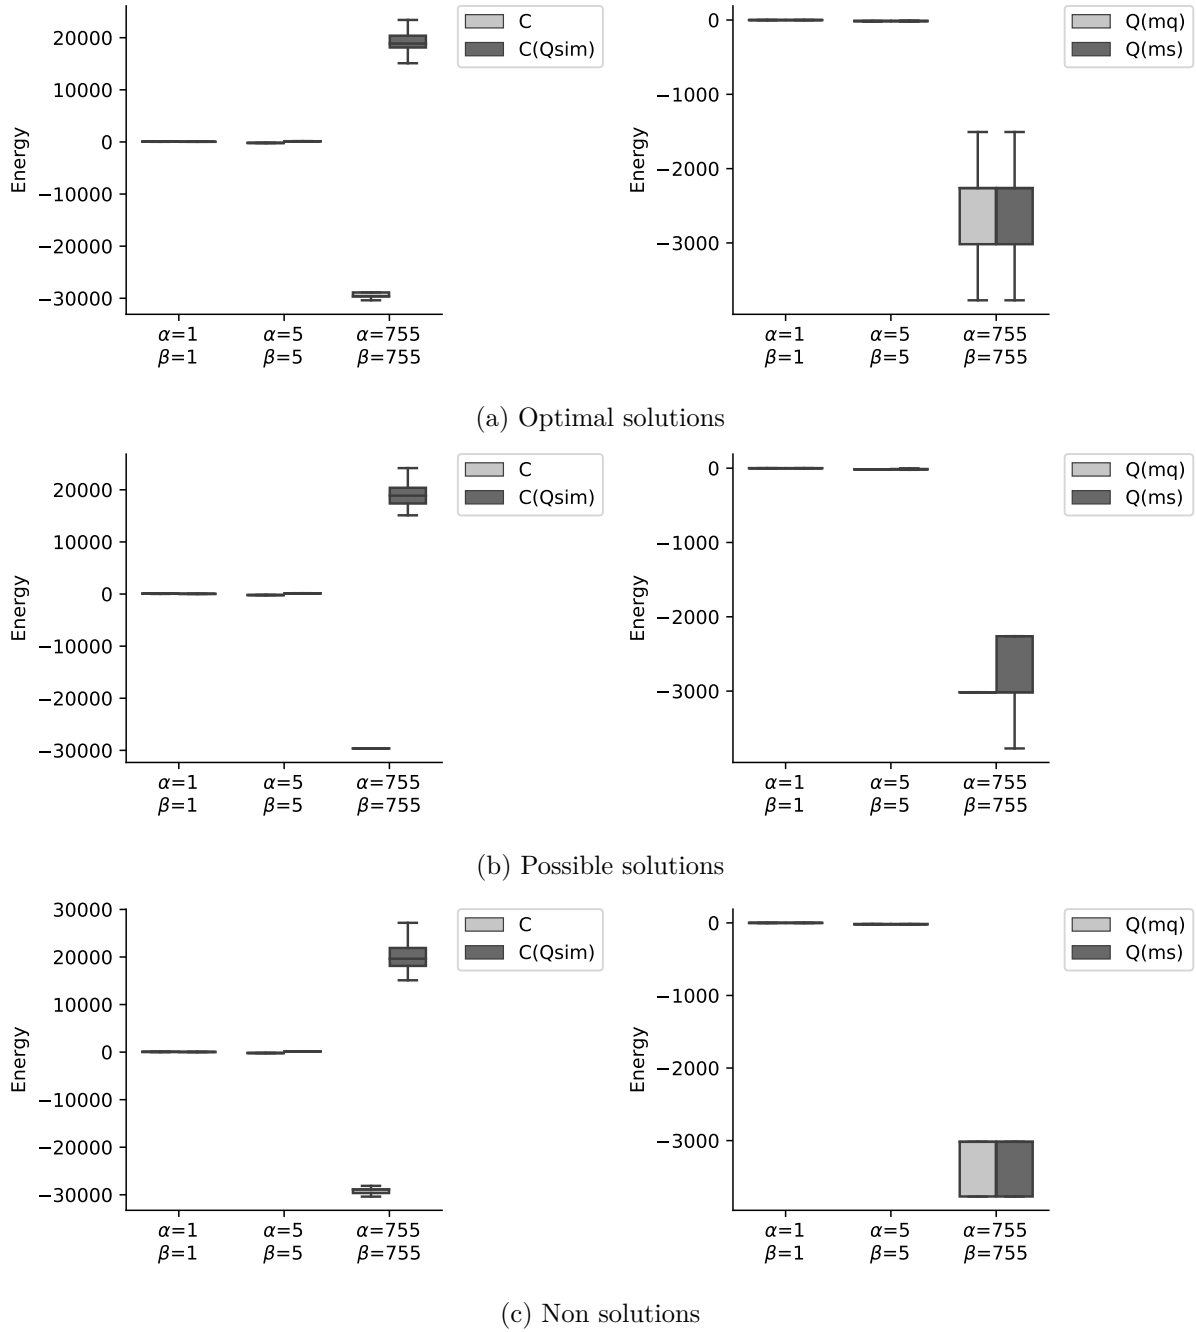 20000
10000
0
−10000
−20000
−30000
Energy
α=1
β=1
α=5
β=5
α=755
β=755
C
C(Qsim)
0
−1000
−2000
−3000
Energy
α=1
β=1
α=5
β=5
α=755
β=755
Q(mq)
Q(ms)
(a) Optimal solutions
20000
10000
0
−10000
−20000
−30000
Energy
α=1
β=1
α=5
β=5
α=755
β=755
C
C(Qsim)
0
−1000
−2000
−3000
Energy
α=1
β=1
α=5
β=5
α=755
β=755
Q(mq)
Q(ms)
(b) Possible solutions
30000
20000
10000
0
−10000
−20000
−30000
Energy
α=1
β=1
α=5
β=5
α=755
β=755
C
C(Qsim)
0
−1000
−2000
−3000
Energy
α=1
β=1
α=5
β=5
α=755
β=755
Q(mq)
Q(ms)
(c) Non solutions